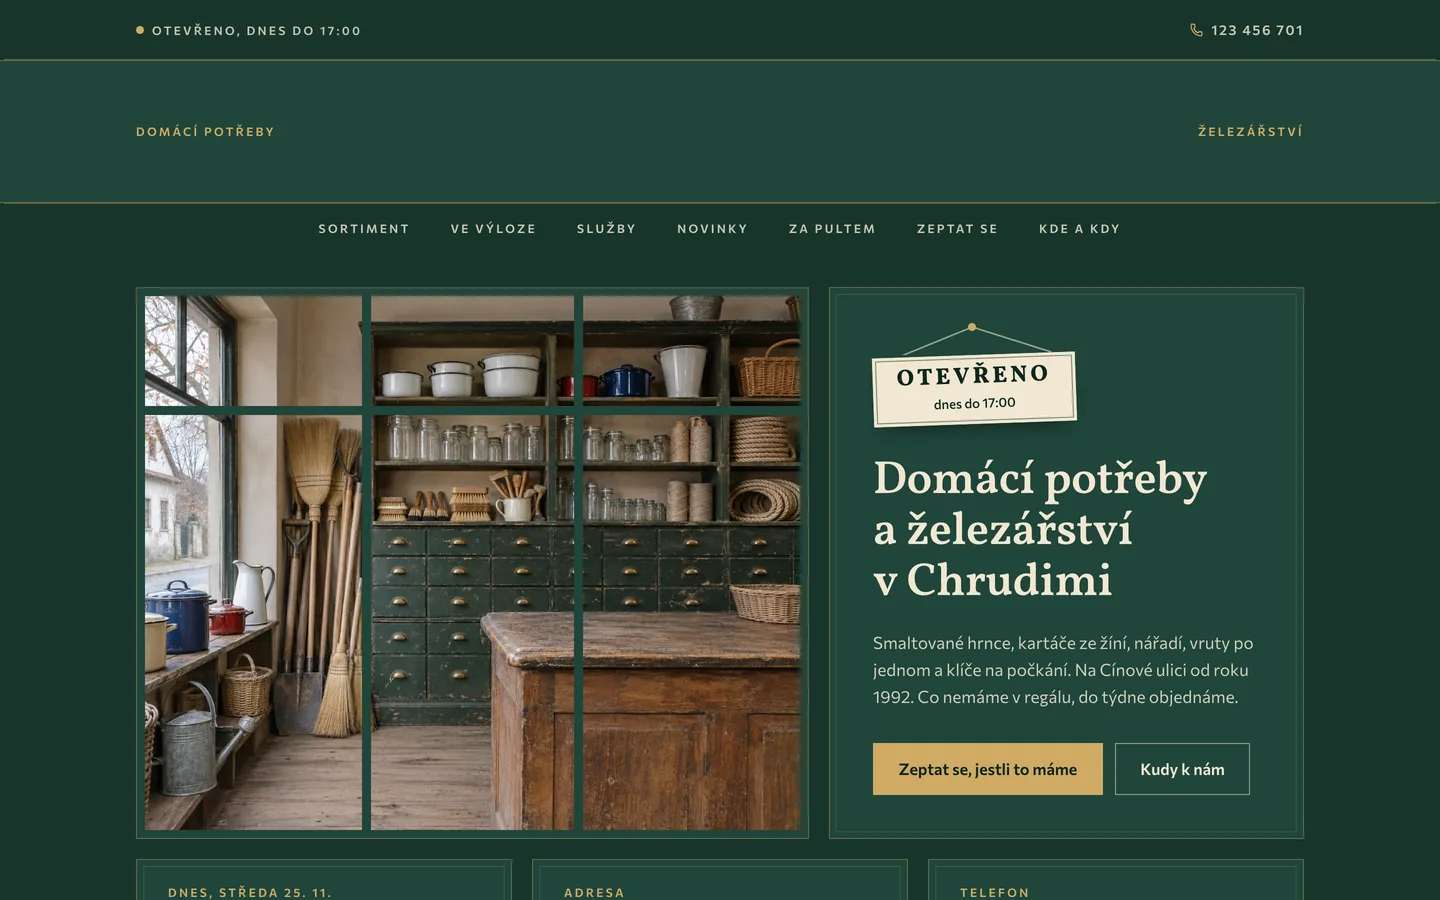 OTEVŘENO, DNES DO 17:00
123 456 701
DOMÁCÍ POTŘEBY
ŽELEZÁŘSTVÍ
SORTIMENT
VE VÝLOZE
SLUŽBY
NOVINKY
ZA PULTEM
ZEPTAT SE
KDE A KDY
OTEVŘENO
dnes do 17:00
Domácí potřeby
a železářství
v Chrudimi
Smaltované hrnce, kartáče ze žíní, nářadí, vruty po
jednom a klíče na počkání. Na Cínové ulici od roku
1992. Co nemáme v regálu, do týdne objednáme.
Zeptat se, jestli to máme
Kudy k nám
DNES, STŘEDA 25. 11.
ADRESA
TELEFON